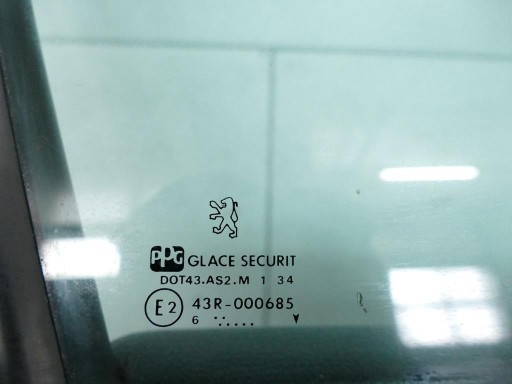 PPG GLACE SECURIT
DOT43.AS2.M 1 34
E2 43R-000685
6